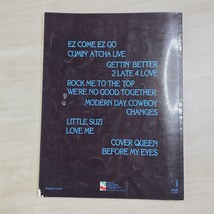 EZ COME EZ GO
CUMIN' ATCHA LIVE
GETTIN' BETTER
2 LATE 4 LOVE
ROCK ME TO THE TOP
WE'RE NO GOOD TOGETHER
MODERN DAY COWBOY
CHANGES
LITTLE SUZI
LOVE ME
COVER QUEEN
BEFORE MY EYES